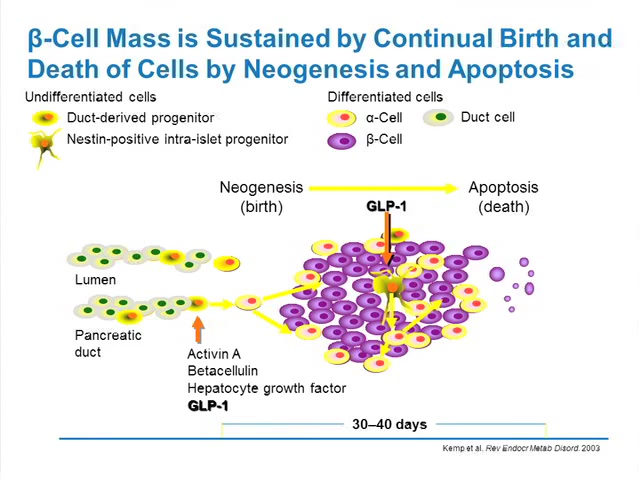 β-Cell Mass is Sustained by Continual Birth and
Death of Cells by Neogenesis and Apoptosis
Undifferentiated cells
Duct-derived progenitor
Nestin-positive intra-islet progenitor
Differentiated cells
α-Cell
Duct cell
β-Cell
Neogenesis
(birth)
Apoptosis
(death)
GLP-1
Lumen
Pancreatic
duct
Activin A
Betacellulin
Hepatocyte growth factor
GLP-1
30–40 days
Kemp et al. Rev Endocr Metab Disord. 2003